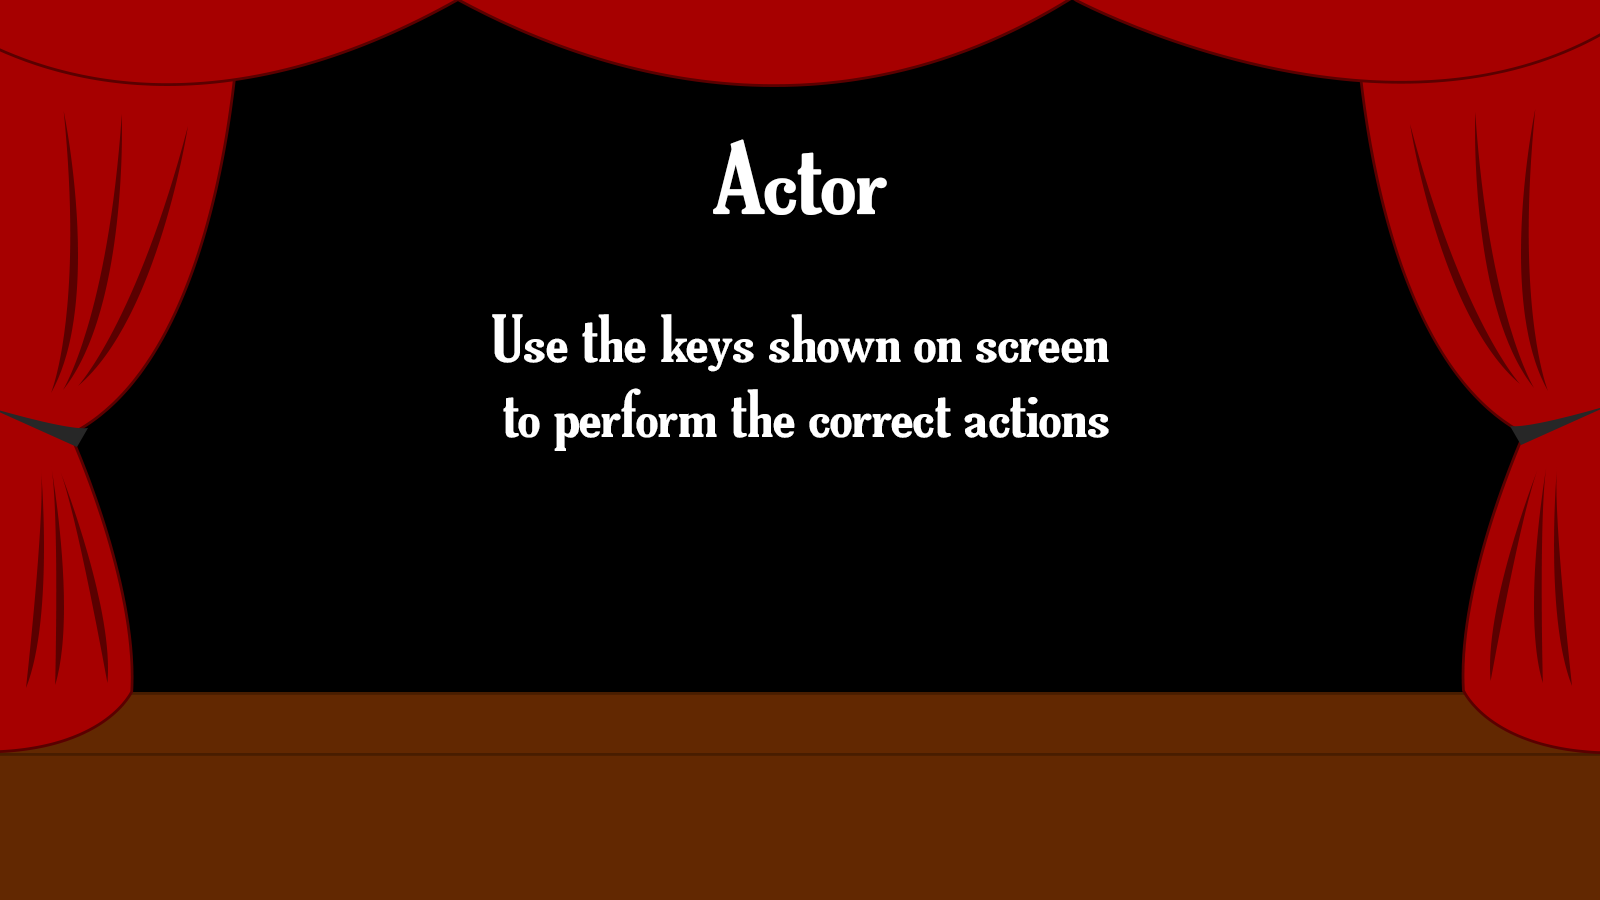 Actor
Use the keys shown on screen
to perform the correct actions